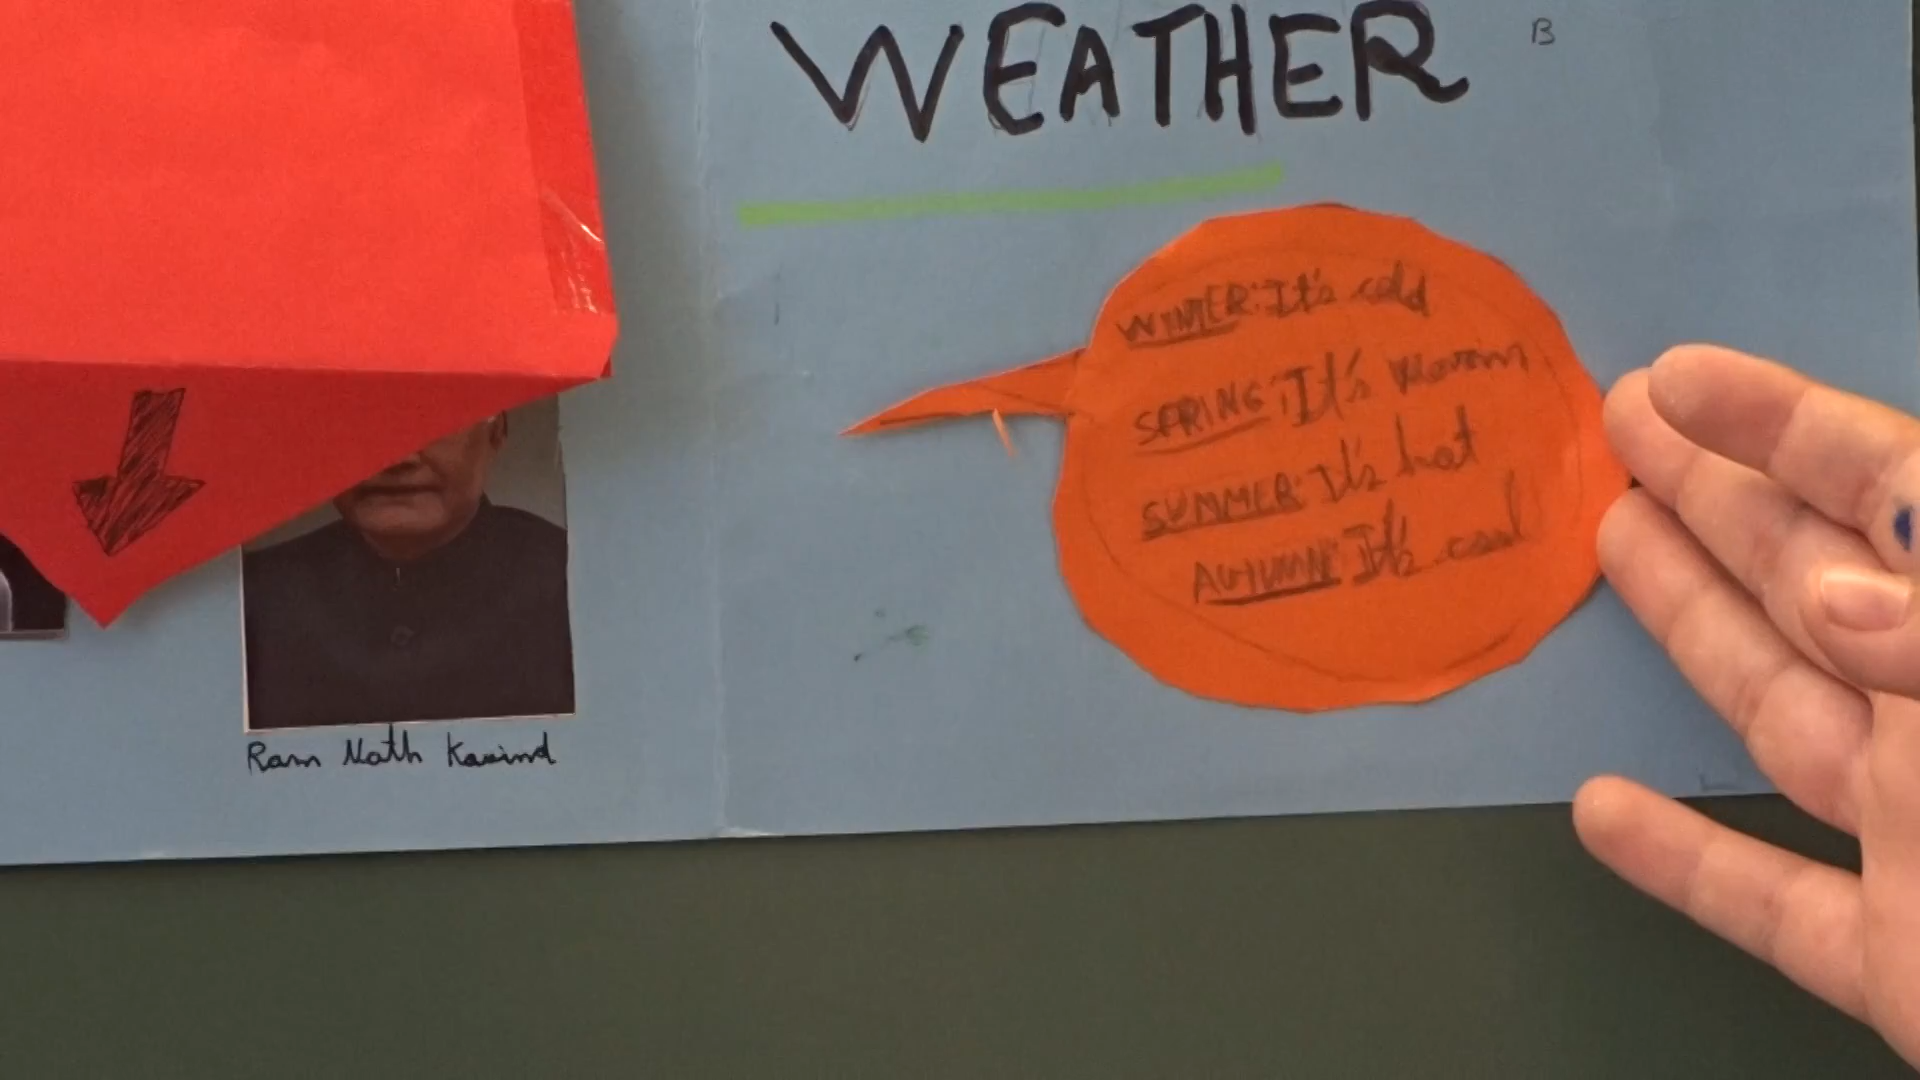 WEATHER
B
WINTER: It's cold
SPRING: It's warm
SUMMER: It's hot
AUTUMN: It's cool
Ram Nath Kovind